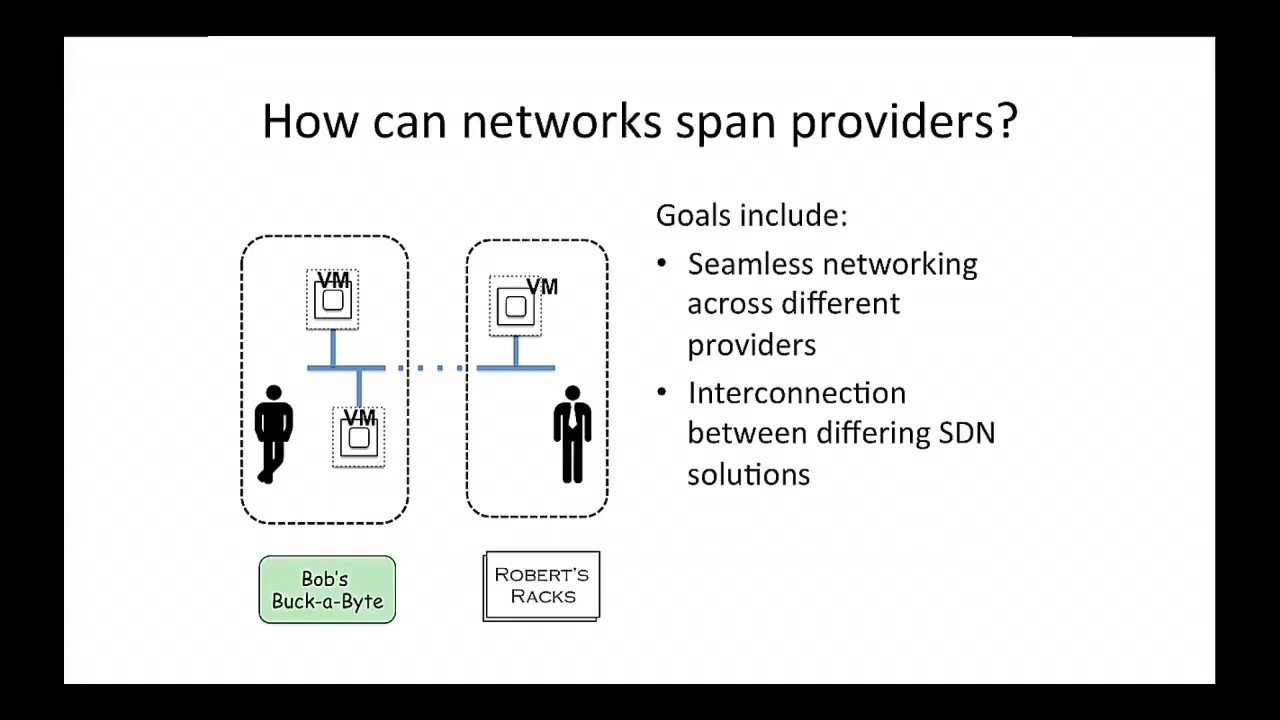 How can networks span providers?
Goals include:
• Seamless networking
across different
providers
• Interconnection
between differing SDN
solutions
VM
VM
VM
Bob's
Buck-a-Byte
ROBERT'S
RACKS